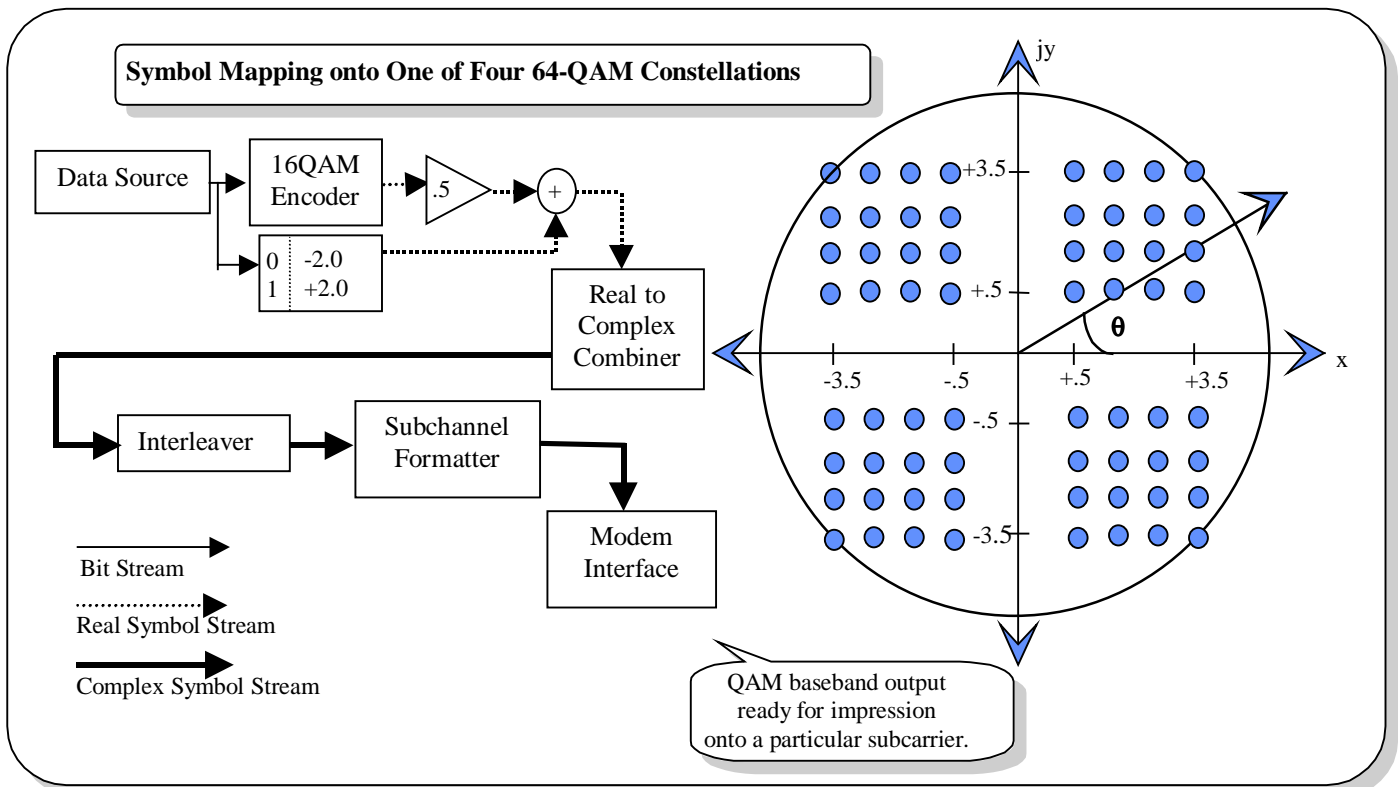 Symbol Mapping onto One of Four 64-QAM Constellations
Data Source
16QAM
Encoder
.5
+
0 -2.0
1 +2.0
Real to
Complex
Combiner
Interleaver
Subchannel
Formatter
Modem
Interface
Bit Stream
Real Symbol Stream
Complex Symbol Stream
jy
+3.5
+.5
θ
x
-3.5
-.5
+.5
+3.5
-.5
-3.5
QAM baseband output
ready for impression
onto a particular subcarrier.